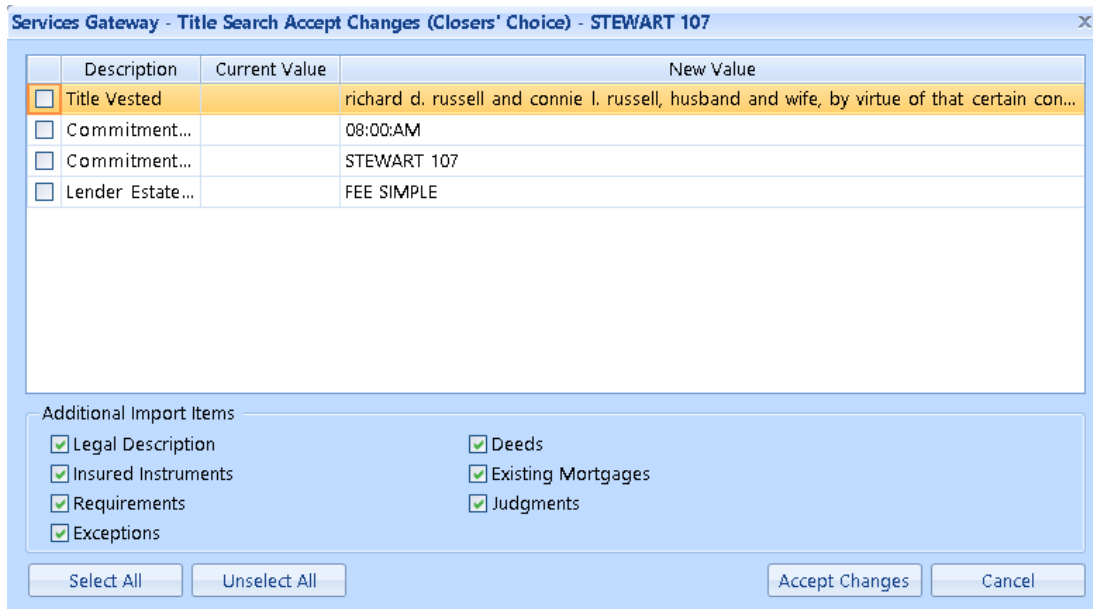 Services Gateway - Title Search Accept Changes (Closers' Choice) - STEWART 107 x
Description Current Value New Value
Title Vested richard d. russell and connie l. russell, husband and wife, by virtue of that certain con...
Commitment... 08:00:AM
Commitment... STEWART 107
Lender Estate... FEE SIMPLE
Additional Import Items
Legal Description Deeds
Insured Instruments Existing Mortgages
Requirements Judgments
Exceptions
Select All Unselect All Accept Changes Cancel